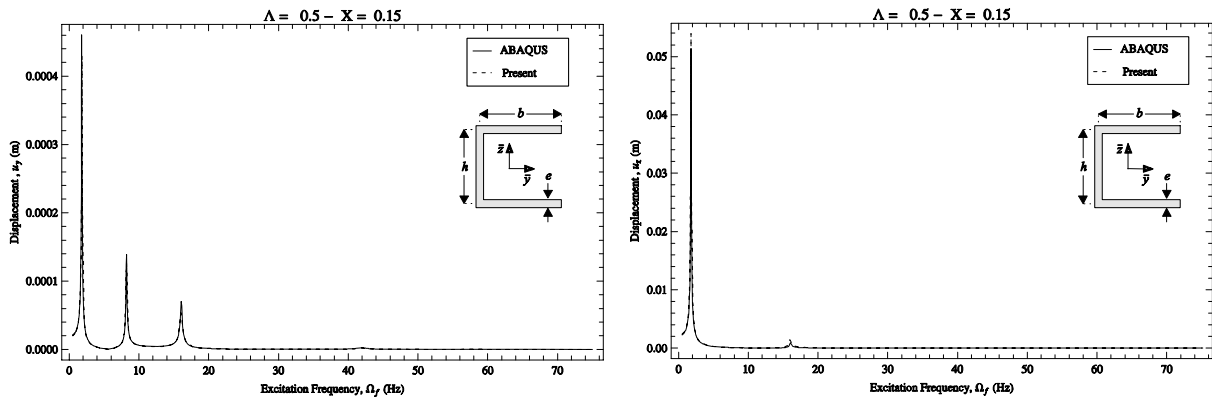 Λ = 0.5 – X = 0.15
ABAQUS
Present
b
h
z̄
ȳ
e
0.0004
0.0003
0.0002
0.0001
0.0000
Displacement , u_y (m)
0 10 20 30 40 50 60 70
Excitation Frequency, Ω_f (Hz)
Λ = 0.5 – X = 0.15
ABAQUS
Present
b
h
z̄
ȳ
e
0.05
0.04
0.03
0.02
0.01
0.00
Displacement , u_z (m)
0 10 20 30 40 50 60 70
Excitation Frequency, Ω_f (Hz)